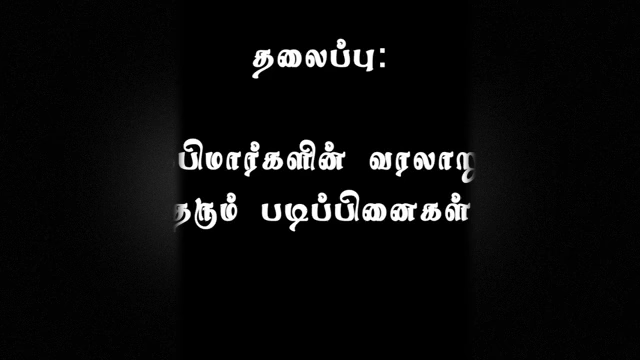 தலைப்பு:
பிமார்களின் வரலாறு
தரும் படிப்பினைகள்